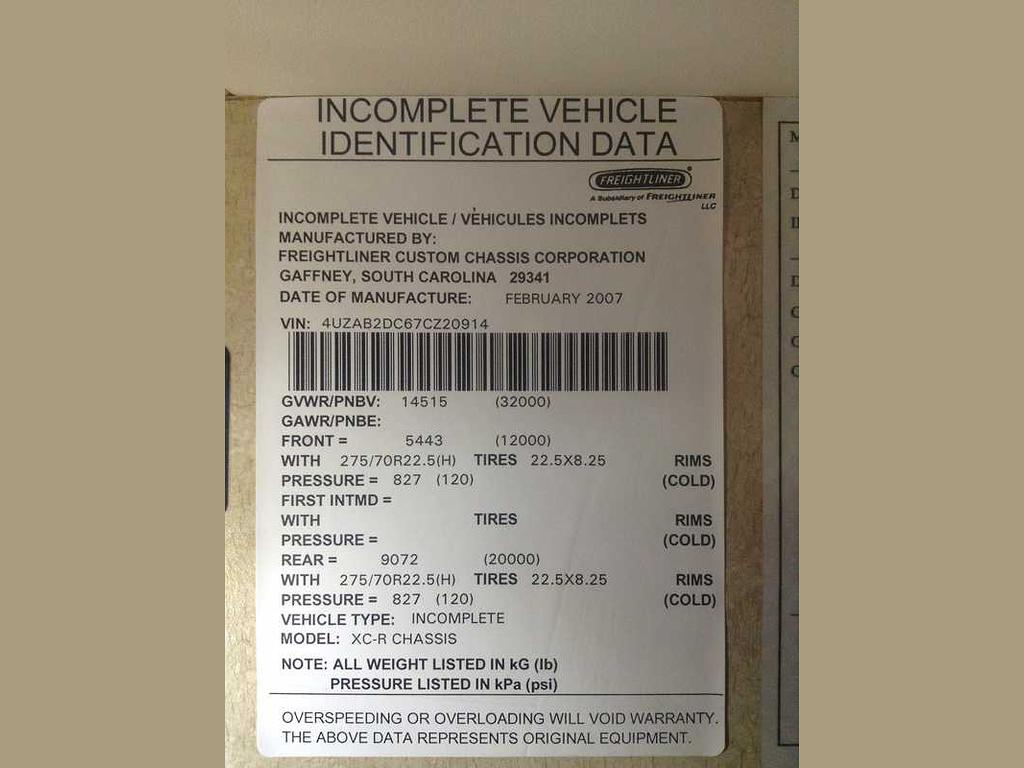 INCOMPLETE VEHICLE
IDENTIFICATION DATA
FREIGHTLINER
A Subsidiary of FREIGHTLINER
LLC
INCOMPLETE VEHICLE / VÈHICULES INCOMPLETS
MANUFACTURED BY:
FREIGHTLINER CUSTOM CHASSIS CORPORATION
GAFFNEY, SOUTH CAROLINA 29341
DATE OF MANUFACTURE: FEBRUARY 2007
VIN: 4UZAB2DC67CZ20914
GVWR/PNBV: 14515 (32000)
GAWR/PNBE:
FRONT = 5443 (12000)
WITH 275/70R22.5(H) TIRES 22.5X8.25 RIMS
PRESSURE = 827 (120) (COLD)
FIRST INTMD =
WITH TIRES RIMS
PRESSURE = (COLD)
REAR = 9072 (20000)
WITH 275/70R22.5(H) TIRES 22.5X8.25 RIMS
PRESSURE = 827 (120) (COLD)
VEHICLE TYPE: INCOMPLETE
MODEL: XC-R CHASSIS
NOTE: ALL WEIGHT LISTED IN kG (lb)
PRESSURE LISTED IN kPa (psi)
OVERSPEEDING OR OVERLOADING WILL VOID WARRANTY.
THE ABOVE DATA REPRESENTS ORIGINAL EQUIPMENT.